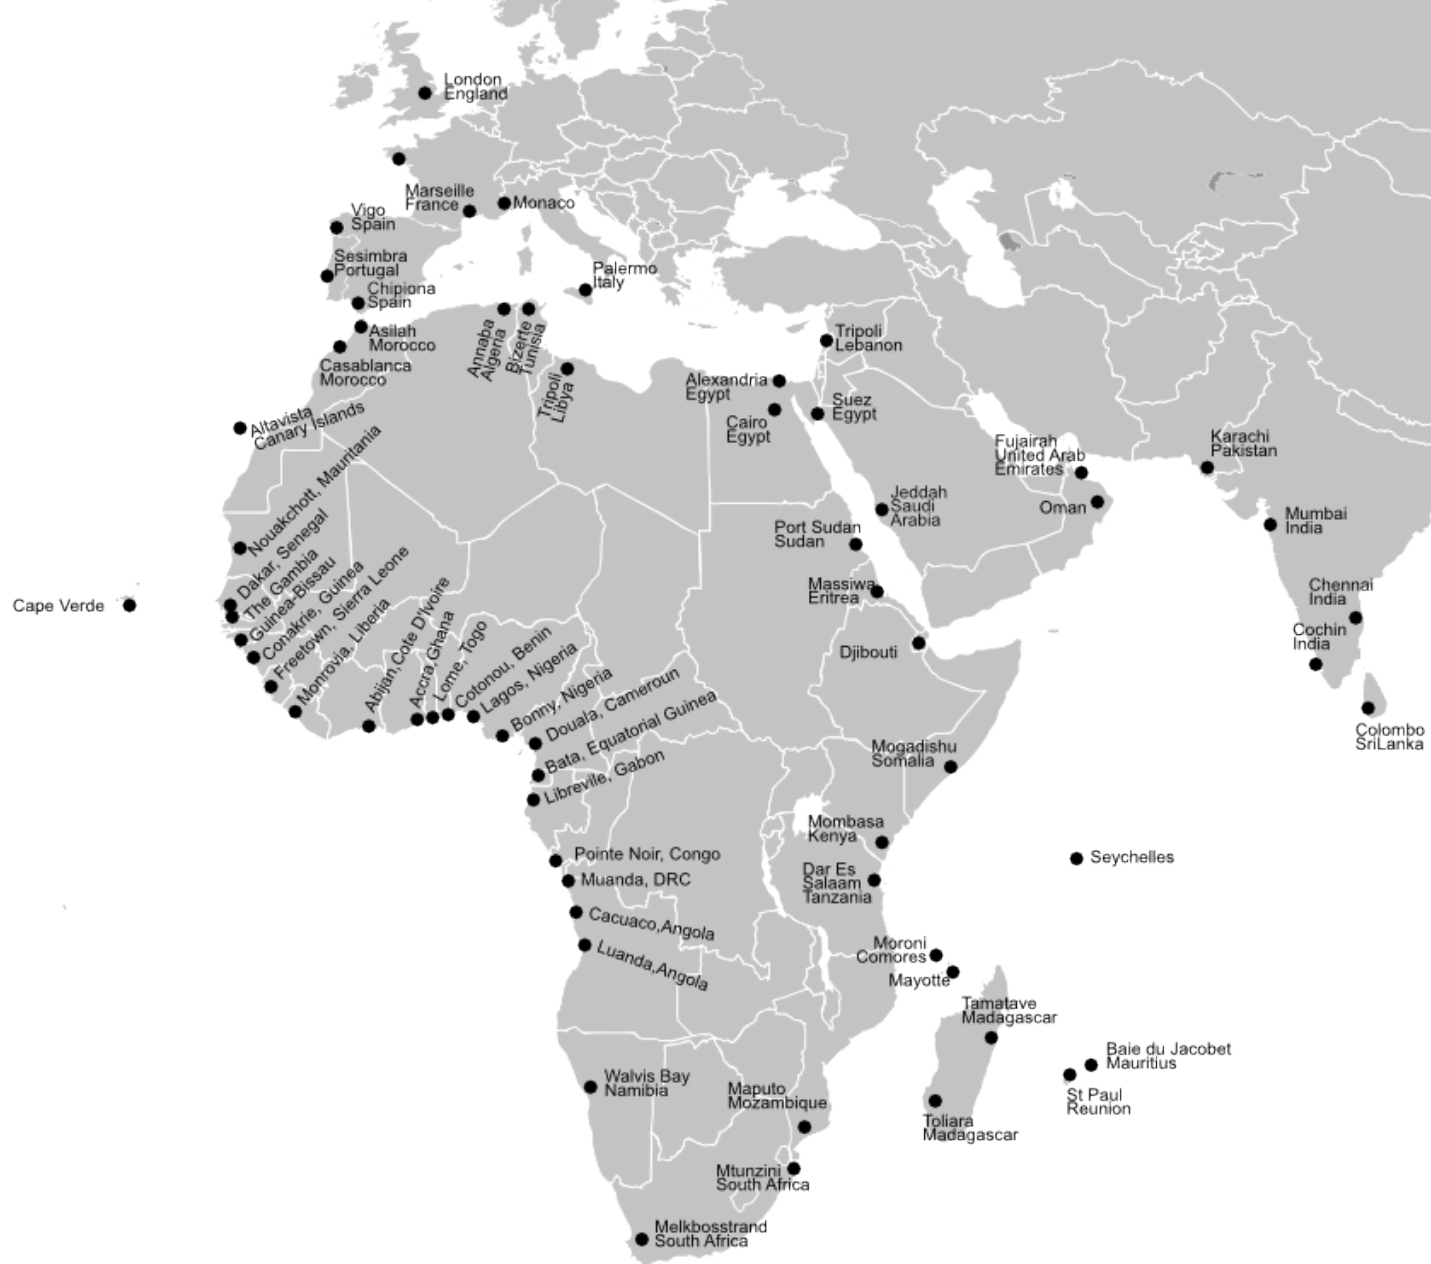 London
England
Marseille
France
Monaco
Vigo
Spain
Sesimbra
Portugal
Palermo
Italy
Chipiona
Spain
Asilah
Morocco
Casablanca
Morocco
Annaba
Algeria
Bizerte
Tunisia
Tripoli
Libya
Tripoli
Lebanon
Alexandria
Egypt
Suez
Egypt
Cairo
Egypt
Altavista
Canary Islands
Karachi
Pakistan
Fujairah
United Arab
Emirates
Oman
Jeddah
Saudi
Arabia
Mumbai
India
Port Sudan
Sudan
Massiwa
Eritrea
Djibouti
Chennai
India
Cochin
India
Colombo
SriLanka
Cape Verde
Nouakchott, Mauritania
Dakar, Senegal
The Gambia
Guinea-Bissau
Conakrie, Guinea
Freetown, Sierra Leone
Monrovia, Liberia
Abijan,Cote D'Ivoire
Accra,Ghana
Lome, Togo
Cotonou, Benin
Lagos, Nigeria
Bonny, Nigeria
Douala, Cameroun
Bata, Equatorial Guinea
Librevile, Gabon
Mogadishu
Somalia
Mombasa
Kenya
Seychelles
Pointe Noir, Congo
Muanda, DRC
Dar Es
Salaam
Tanzania
Cacuaco,Angola
Luanda,Angola
Moroni
Comores
Mayotte
Tamatave
Madagascar
Baie du Jacobet
Mauritius
St Paul
Reunion
Toliara
Madagascar
Walvis Bay
Namibia
Maputo
Mozambique
Mtunzini
South Africa
Melkbosstrand
South Africa